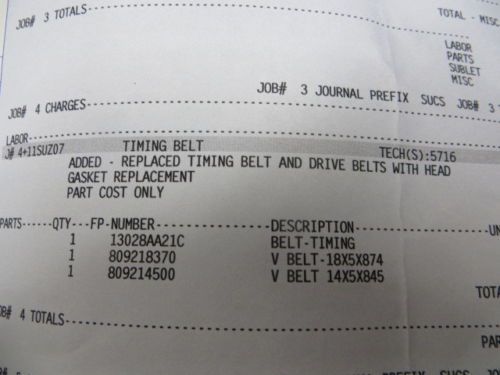 JOB# 3 TOTALS
TOTAL - MISC
LABOR
PARTS
SUBLET
MISC
JOB# 3 JOURNAL PREFIX SUCS JOB# 3
JOB# 4 CHARGES
LABOR
J# 4+11SUZ07 TIMING BELT TECH(S):5716
ADDED - REPLACED TIMING BELT AND DRIVE BELTS WITH HEAD
GASKET REPLACEMENT
PART COST ONLY
PARTS------QTY---FP-NUMBER---------------DESCRIPTION---------------UN
1 13028AA21C BELT-TIMING
1 809218370 V BELT-18X5X874
1 809214500 V BELT 14X5X845
TOTA
JOB# 4 TOTALS
PAR